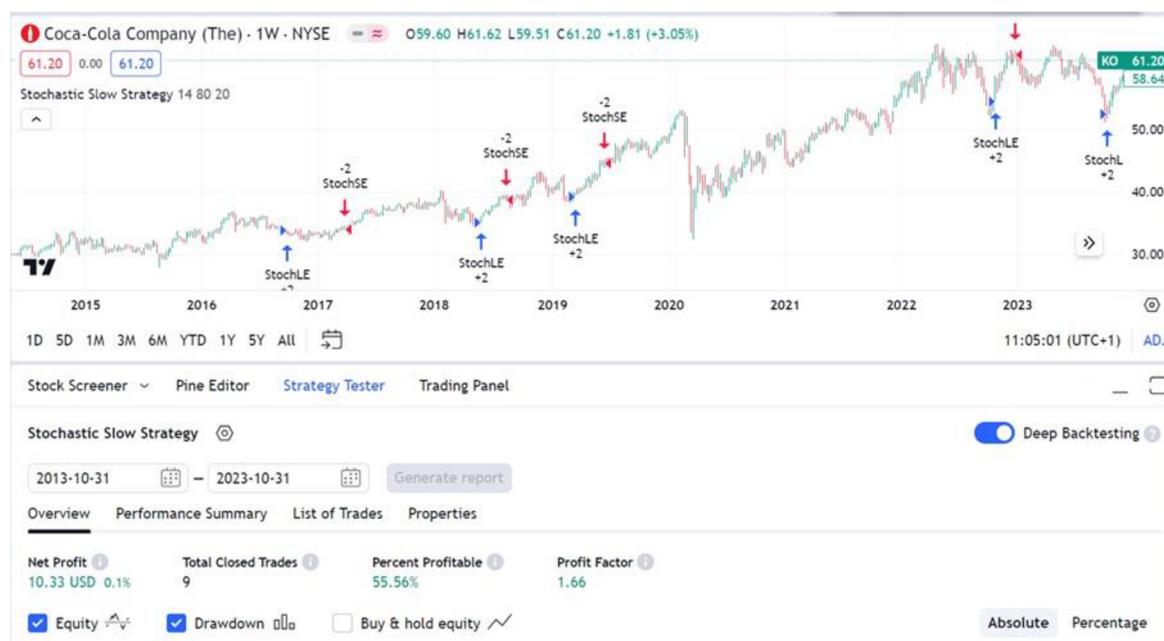 Coca-Cola Company (The) · 1W · NYSE O59.60 H61.62 L59.51 C61.20 +1.81 (+3.05%)
61.20 0.00 61.20
KO 61.20
58.64
Stochastic Slow Strategy 14 80 20
-2
StochSE
-2
StochSE
-2
StochSE
StochLE
+2
StochLE
+2
StochLE
+2
StochLE
+2
StochL
+2
50.00
40.00
30.00
2015 2016 2017 2018 2019 2020 2021 2022 2023
1D 5D 1M 3M 6M YTD 1Y 5Y All 11:05:01 (UTC+1) AD.
Stock Screener Pine Editor Strategy Tester Trading Panel
Stochastic Slow Strategy Deep Backtesting
2013-10-31 – 2023-10-31 Generate report
Overview Performance Summary List of Trades Properties
Net Profit Total Closed Trades Percent Profitable Profit Factor
10.33 USD 0.1% 9 55.56% 1.66
Equity Drawdown Buy & hold equity Absolute Percentage